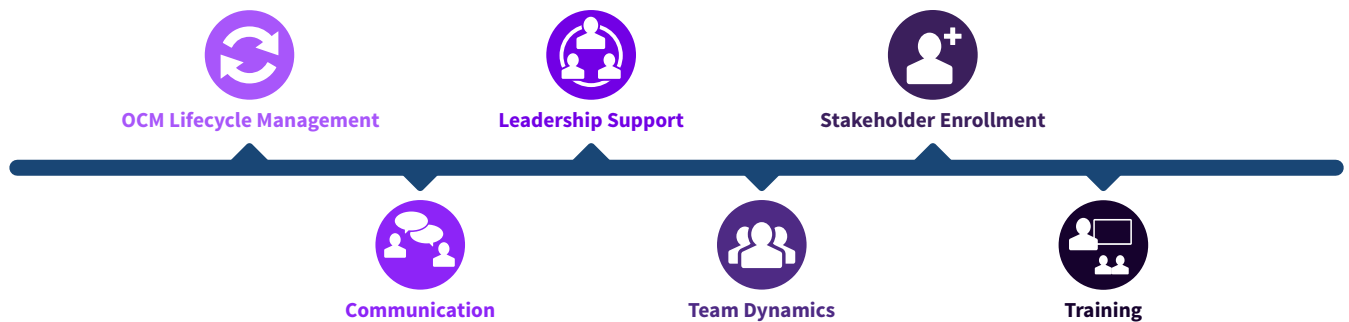 OCM Lifecycle Management
Leadership Support
Stakeholder Enrollment
Communication
Team Dynamics
Training